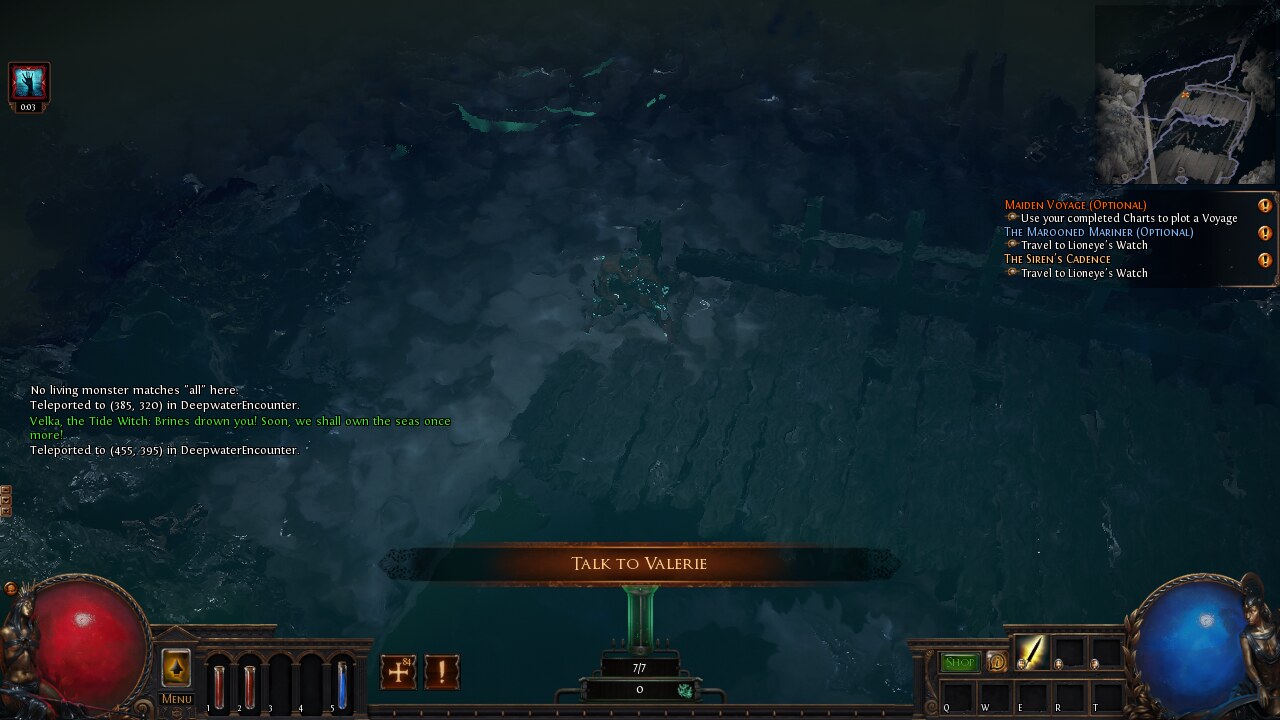 0:03
Maiden Voyage (Optional)
Use your completed Charts to plot a Voyage
The Marooned Mariner (Optional)
Travel to Lioneye's Watch
The Siren's Cadence
Travel to Lioneye's Watch
No living monster matches "all" here.
Teleported to (385, 320) in DeepwaterEncounter.
Velka, the Tide Witch: Brines drown you! Soon, we shall own the seas once
more!
Teleported to (455, 395) in DeepwaterEncounter.
Talk to Valerie
84
7/7
0
Shop
Menu
1 2 3 4 5
Q W E R T